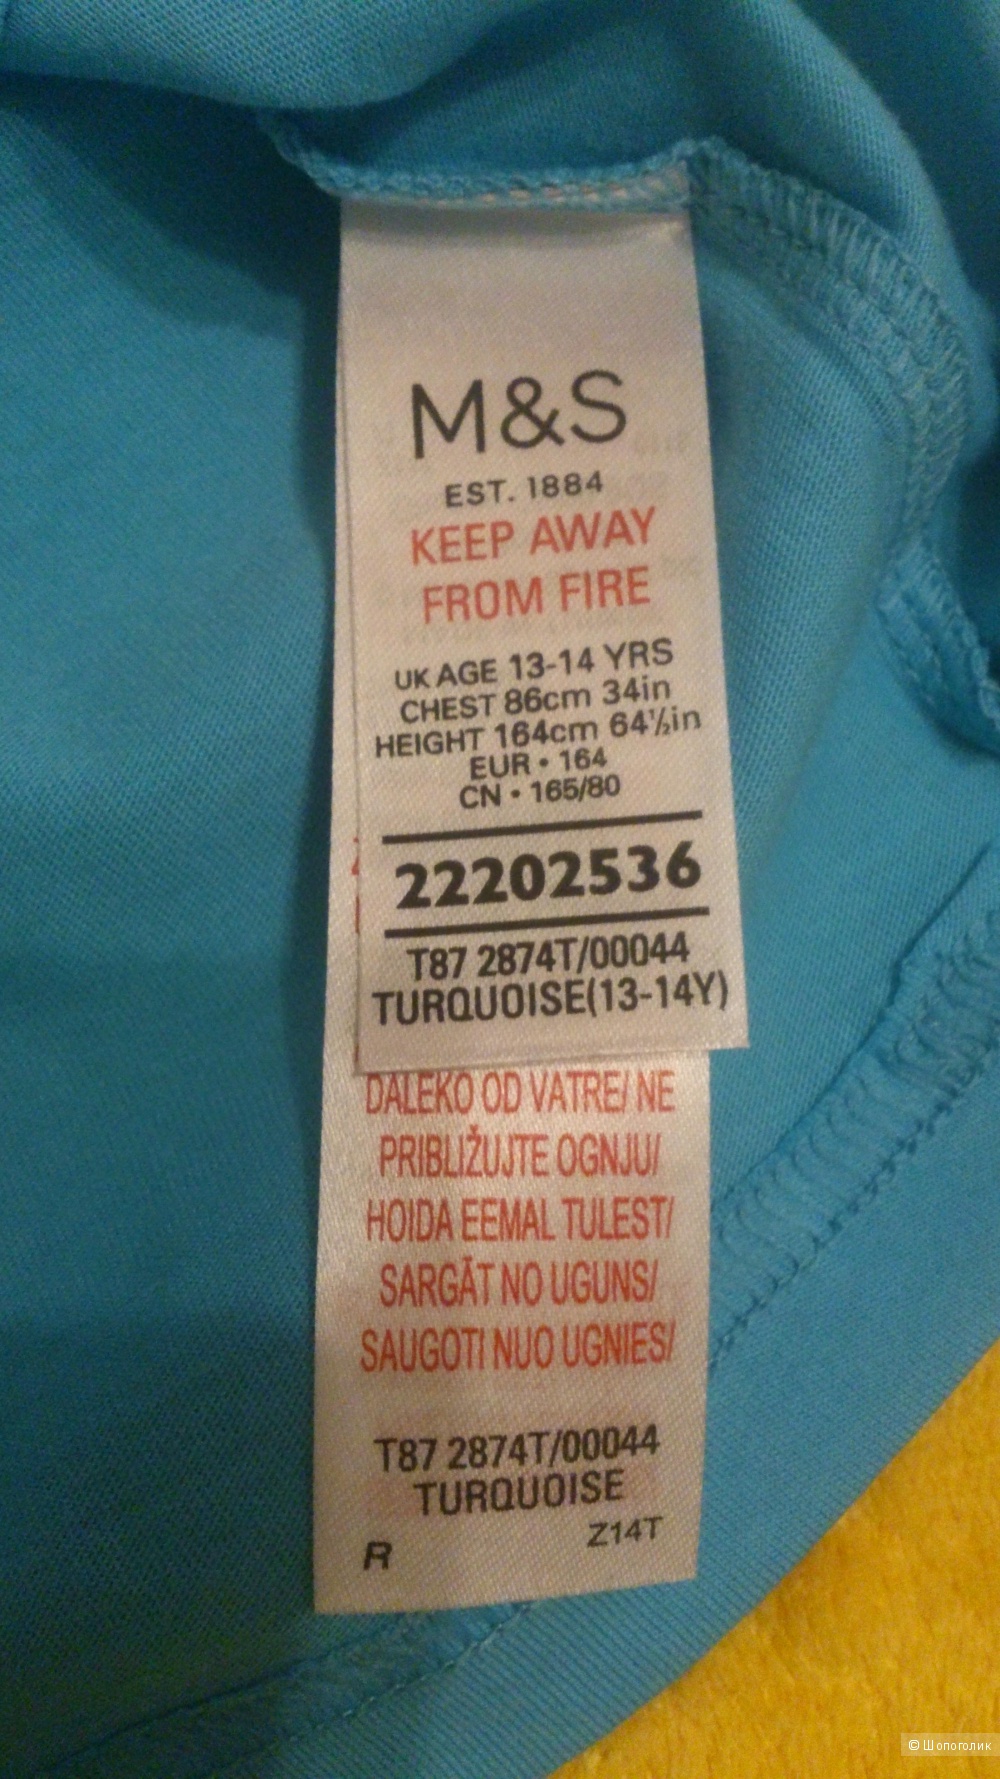 M&S
EST. 1884
KEEP AWAY
FROM FIRE
UK AGE 13-14 YRS
CHEST 86cm 34in
HEIGHT 164cm 64½in
EUR • 164
CN • 165/80
22202536
T87 2874T/00044
TURQUOISE(13-14Y)
DALEKO OD VATRE/ NE
PRIBLIŽUJTE OGNJU/
HOIDA EEMAL TULEST/
SARGĀT NO UGUNS/
SAUGOTI NUO UGNIES/
T87 2874T/00044
TURQUOISE
R Z14T
© Шопоголик